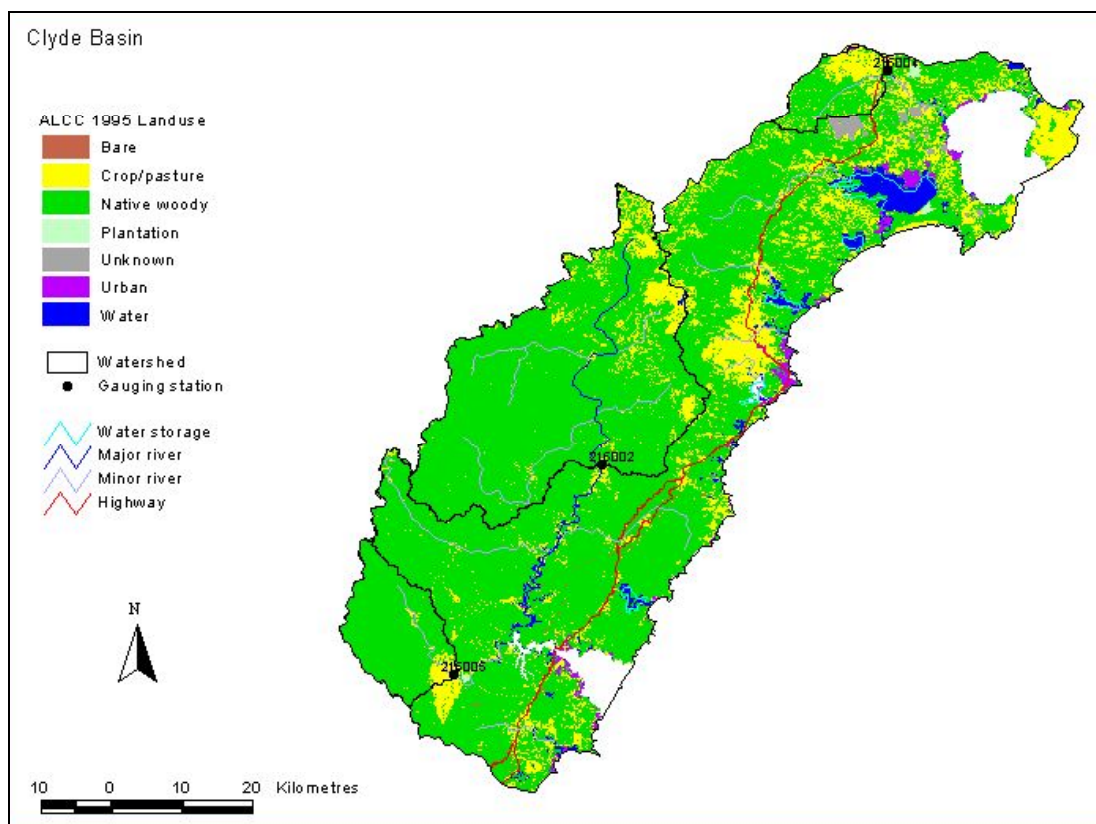 Clyde Basin
ALCC 1995 Landuse
Bare
Crop/pasture
Native woody
Plantation
Unknown
Urban
Water
Watershed
Gauging station
Water storage
Major river
Minor river
Highway
N
10 0 10 20 Kilometres
216004
216002
216005